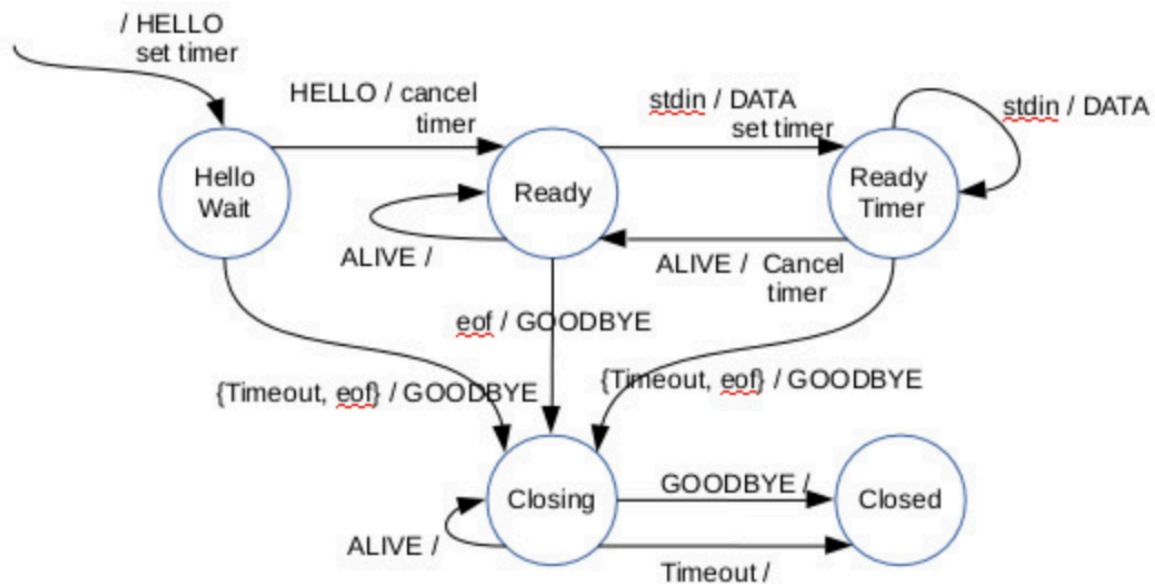 / HELLO
set timer
HELLO / cancel
timer
stdin / DATA
set timer
stdin / DATA
Hello
Wait
Ready
Ready
Timer
ALIVE /
ALIVE /  Cancel
timer
eof / GOODBYE
{Timeout, eof} / GOODBYE
{Timeout, eof} / GOODBYE
Closing
GOODBYE /
Closed
ALIVE /
Timeout /